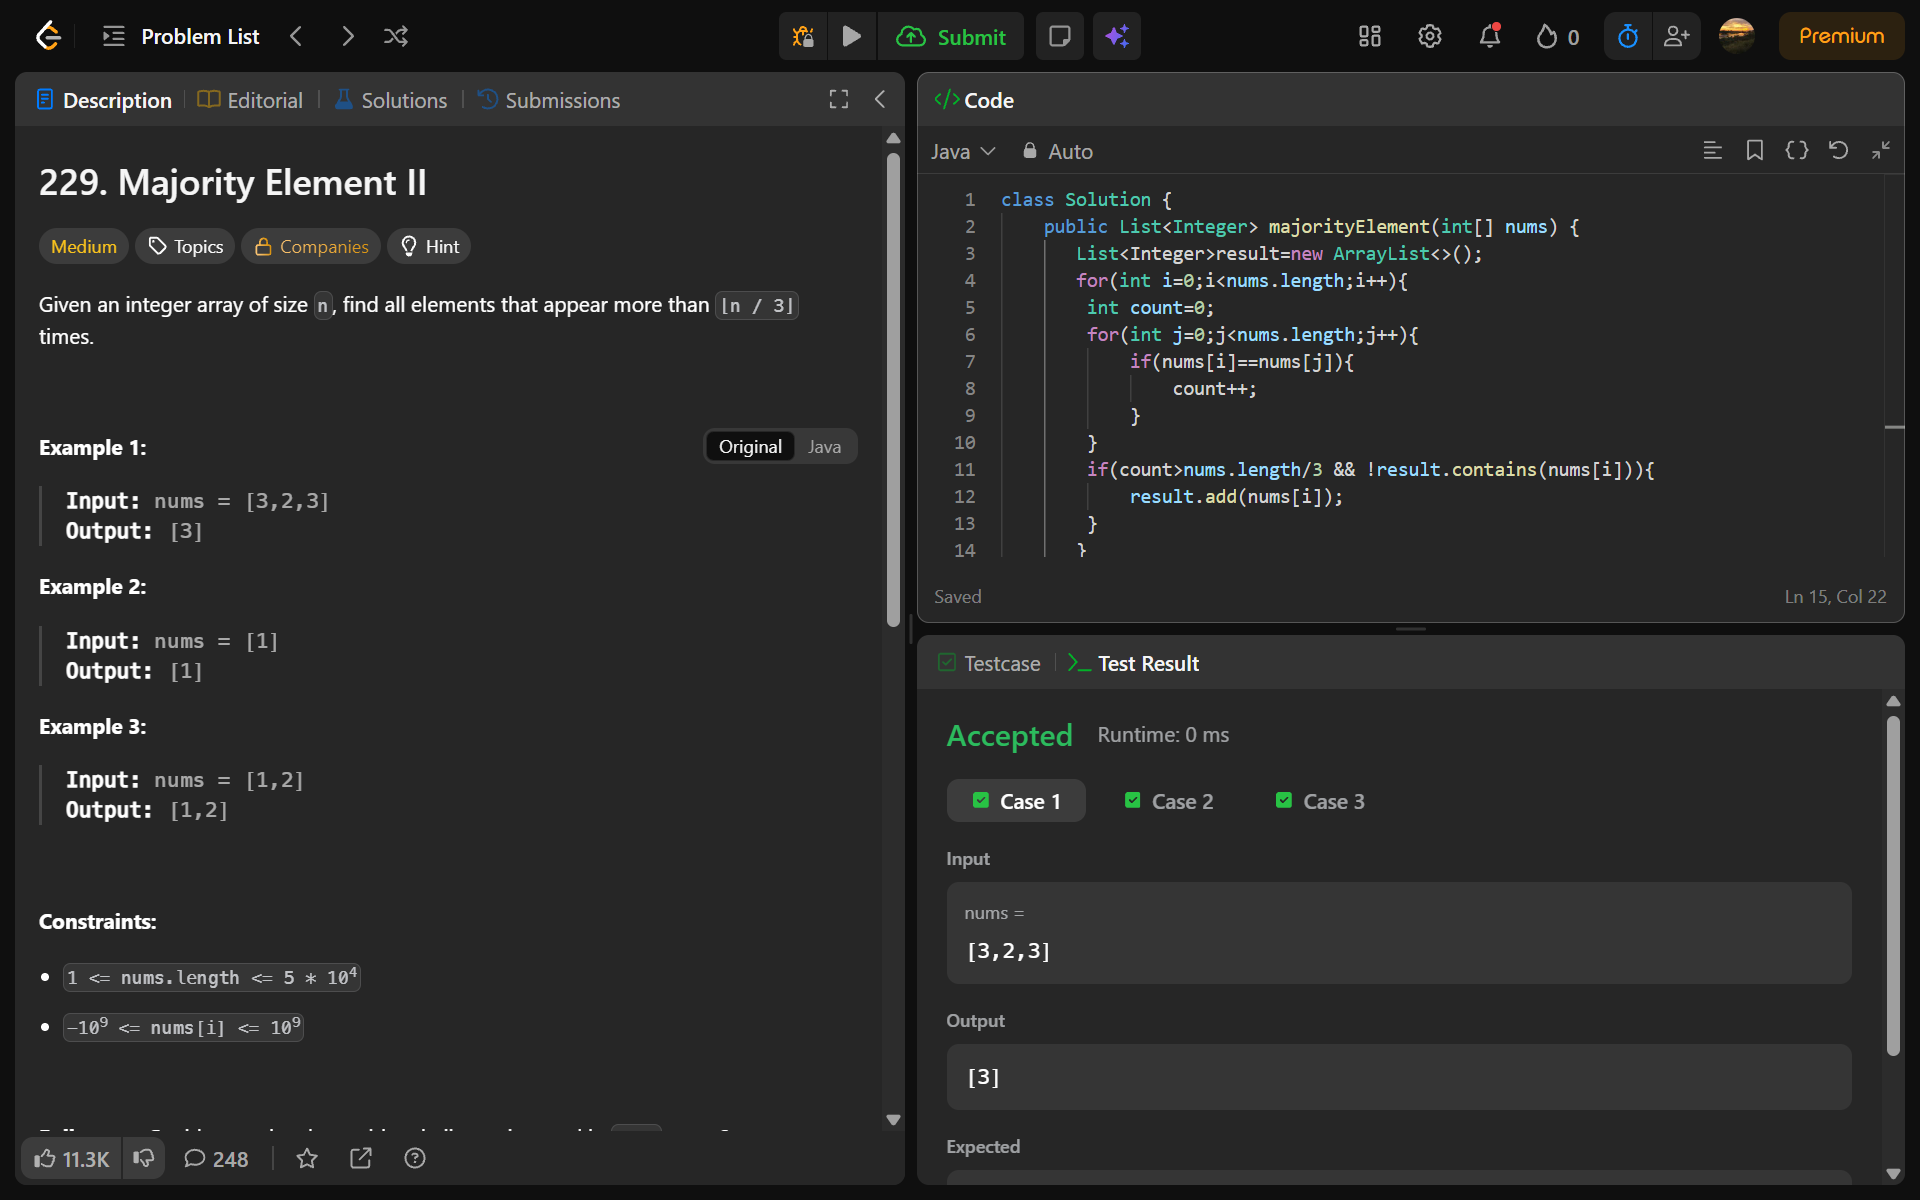 Problem List
Submit
0
Premium
Description
Editorial
Solutions
Submissions
229. Majority Element II
Medium
Topics
Companies
Hint
Given an integer array of size n, find all elements that appear more than ⌊n / 3⌋
times.
Example 1:
Original
Java
Input: nums = [3,2,3]
Output: [3]
Example 2:
Input: nums = [1]
Output: [1]
Example 3:
Input: nums = [1,2]
Output: [1,2]
Constraints:
• 1 <= nums.length <= 5 * 10⁴
• -10⁹ <= nums[i] <= 10⁹
11.3K
248
</> Code
Java
Auto
1 class Solution {
2 public List<Integer> majorityElement(int[] nums) {
3 List<Integer>result=new ArrayList<>();
4 for(int i=0;i<nums.length;i++){
5 int count=0;
6 for(int j=0;j<nums.length;j++){
7 if(nums[i]==nums[j]){
8 count++;
9 }
10 }
11 if(count>nums.length/3 && !result.contains(nums[i])){
12 result.add(nums[i]);
13 }
14 }
Saved
Ln 15, Col 22
Testcase
Test Result
Accepted
Runtime: 0 ms
Case 1
Case 2
Case 3
Input
nums =
[3,2,3]
Output
[3]
Expected